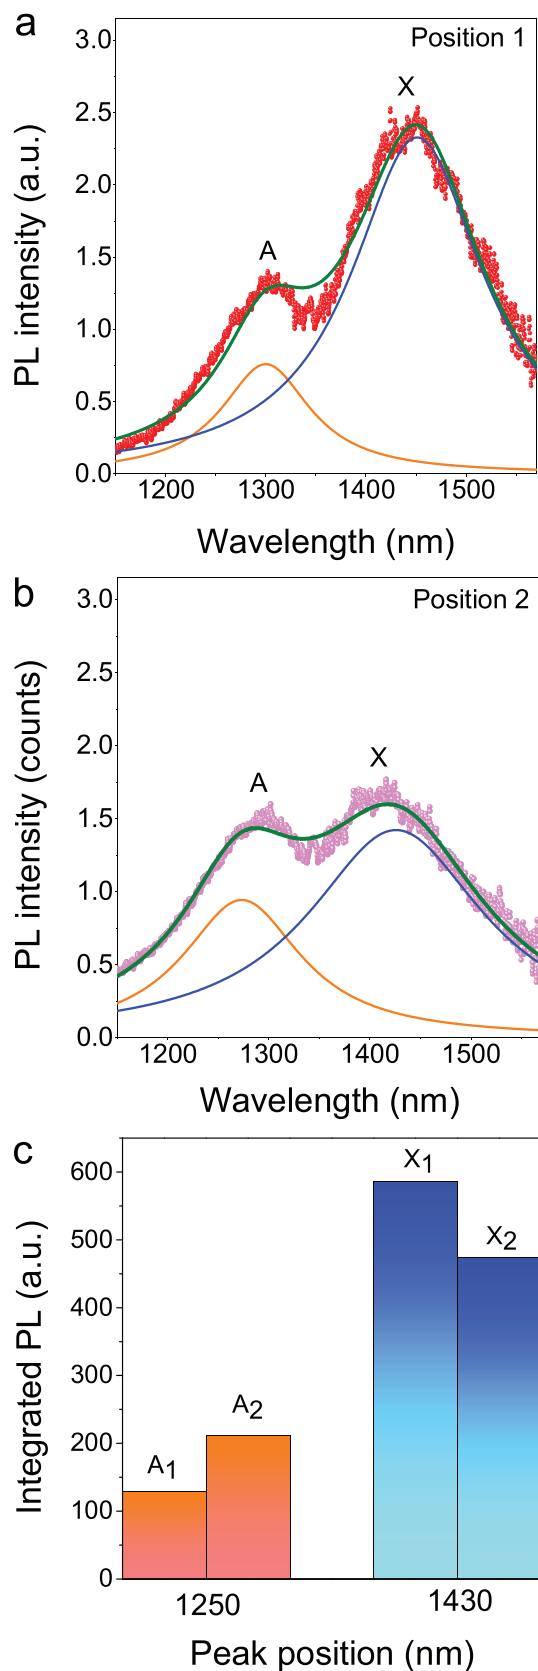 a
Position 1
3.0
2.5
2.0
1.5
1.0
0.5
0.0
PL intensity (a.u.)
A
X
1200 1300 1400 1500
Wavelength (nm)
b
Position 2
3.0
2.5
2.0
1.5
1.0
0.5
0.0
PL intensity (counts)
A
X
1200 1300 1400 1500
Wavelength (nm)
c
600
500
400
300
200
100
0
Integrated PL (a.u.)
A1
A2
X1
X2
1250 1430
Peak position (nm)